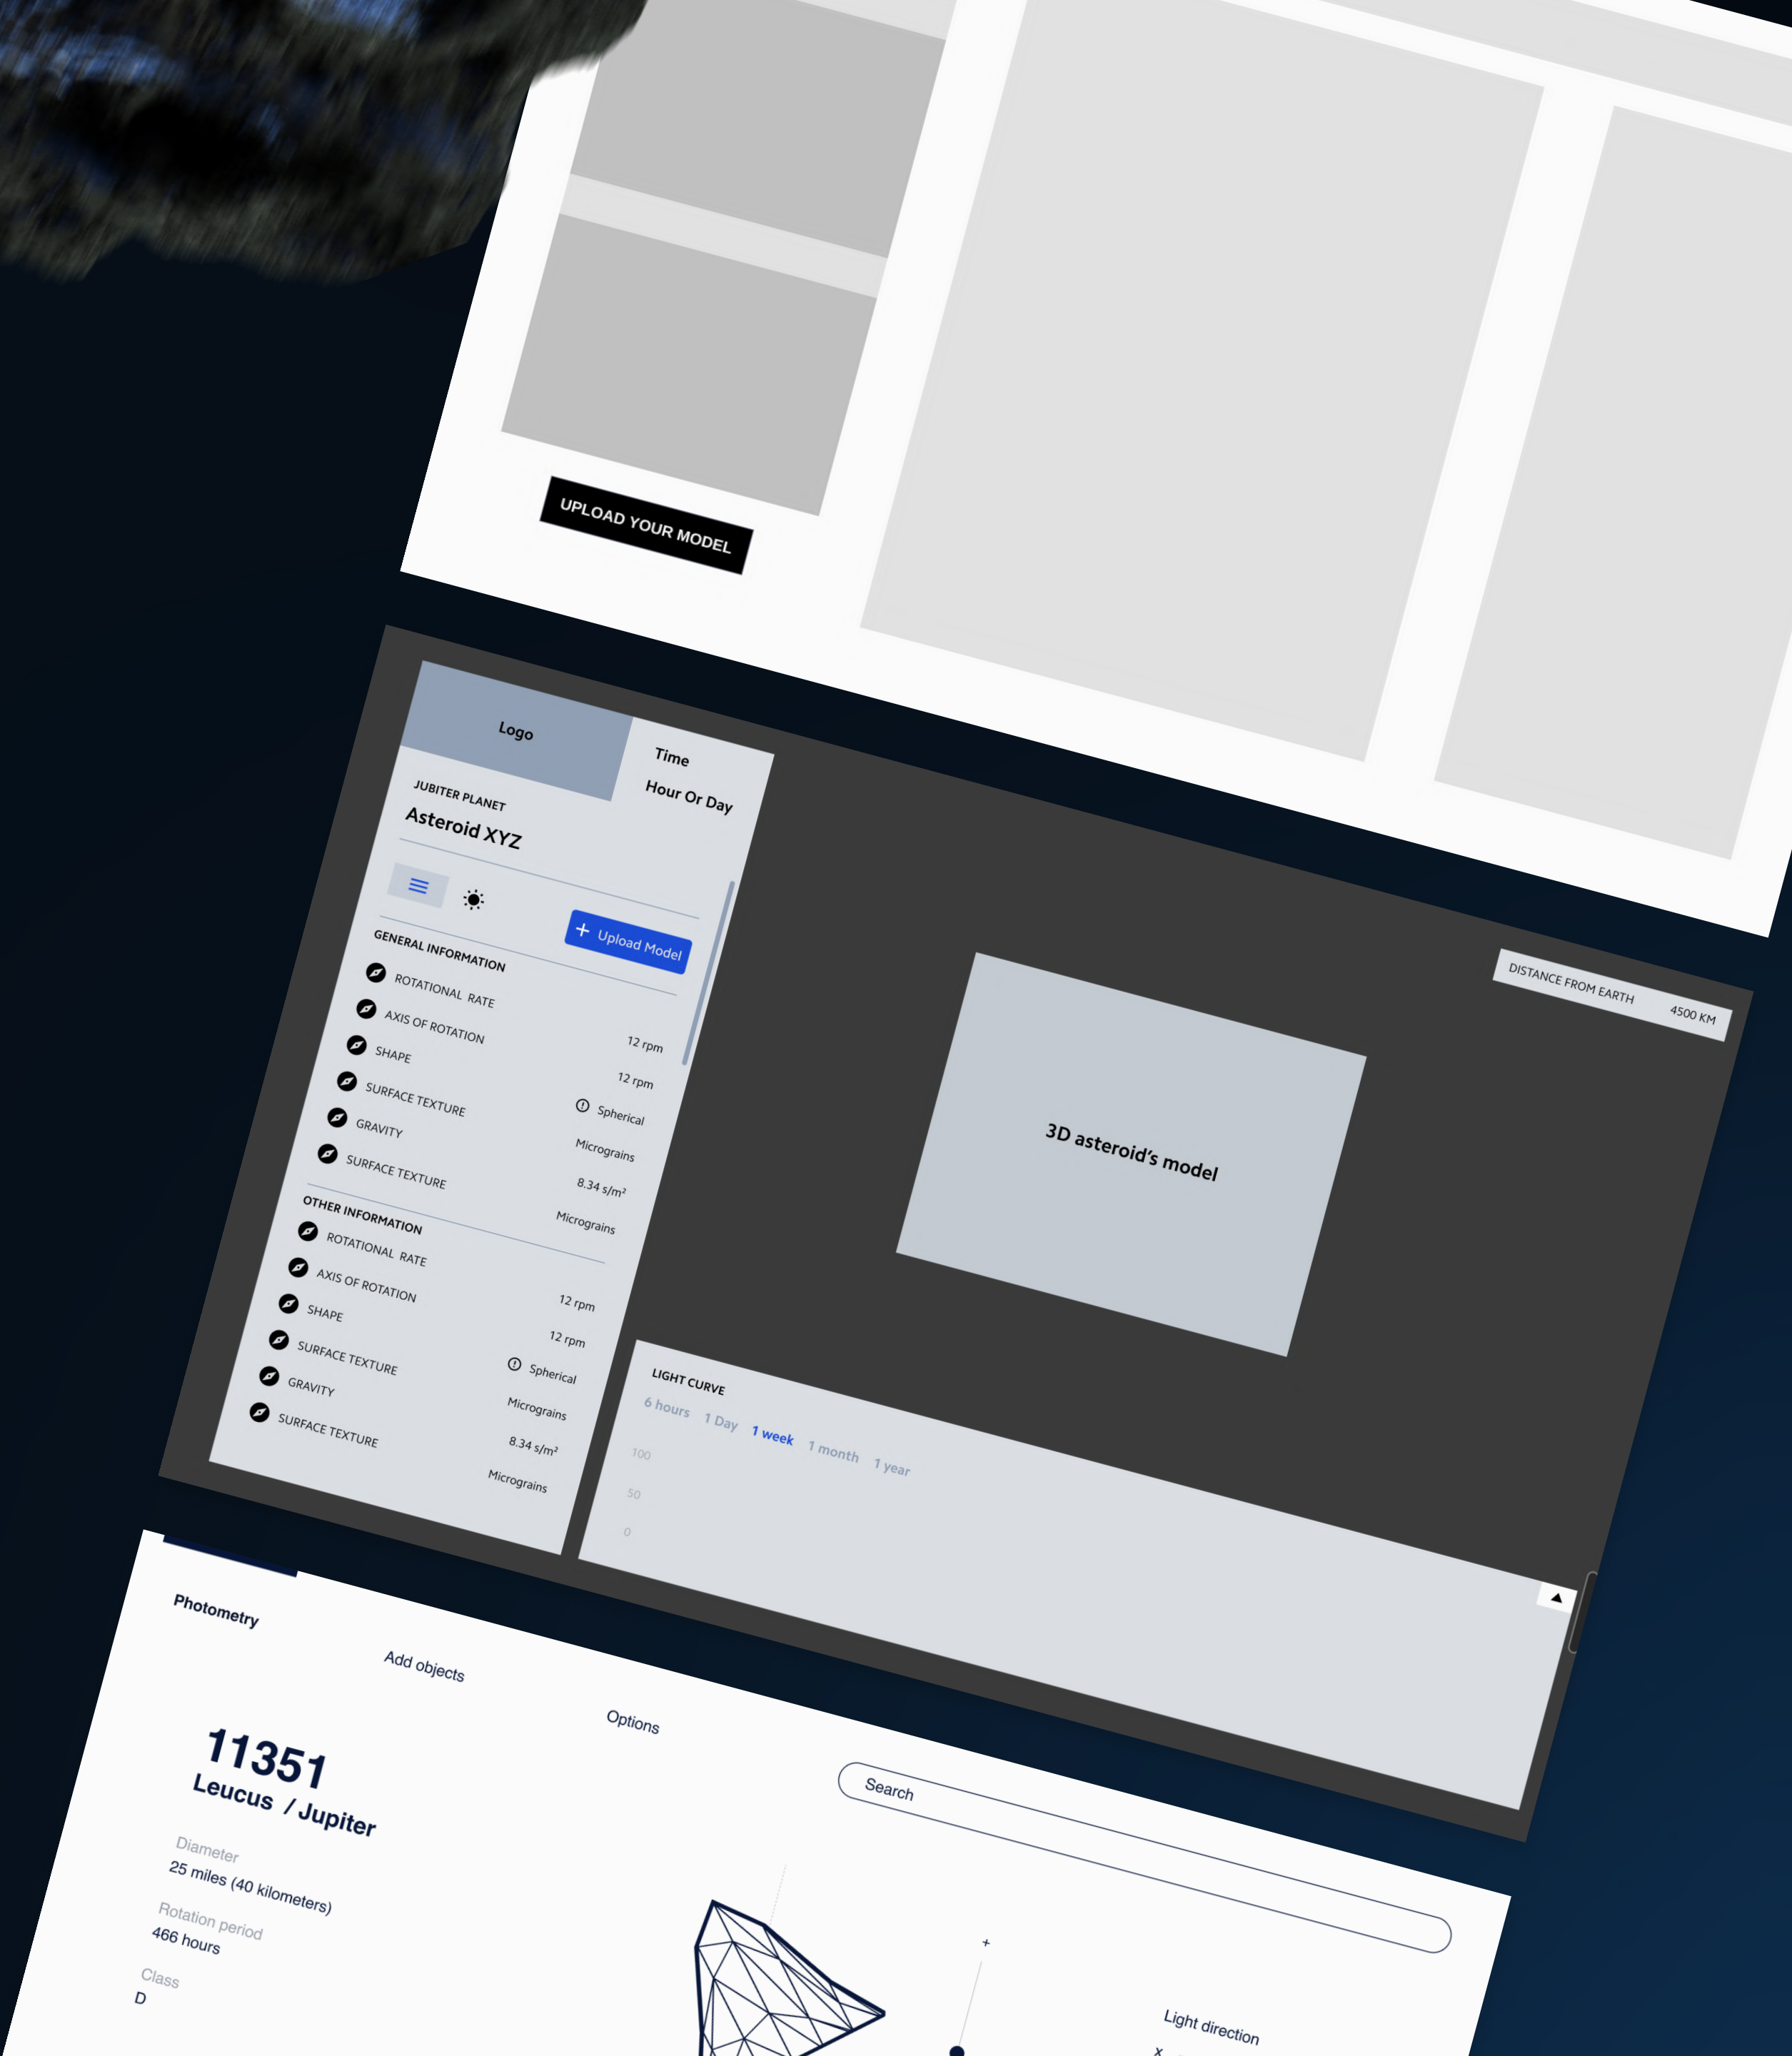 UPLOAD YOUR MODEL
Logo
Time
Hour Or Day
JUBITER PLANET
Asteroid XYZ
Upload Model
GENERAL INFORMATION
ROTATIONAL RATE 12 rpm
AXIS OF ROTATION 12 rpm
SHAPE Spherical
SURFACE TEXTURE Micrograins
GRAVITY 8.34 s/m²
SURFACE TEXTURE Micrograins
OTHER INFORMATION
ROTATIONAL RATE 12 rpm
AXIS OF ROTATION 12 rpm
SHAPE Spherical
SURFACE TEXTURE Micrograins
GRAVITY 8.34 s/m²
SURFACE TEXTURE Micrograins
DISTANCE FROM EARTH 4500 KM
3D asteroid's model
LIGHT CURVE
6 hours 1 Day 1 week 1 month 1 year
100
50
0
Photometry Add objects Options Search
11351
Leucus / Jupiter
Diameter
25 miles (40 kilometers)
Rotation period
466 hours
Class
D
+
Light direction
x